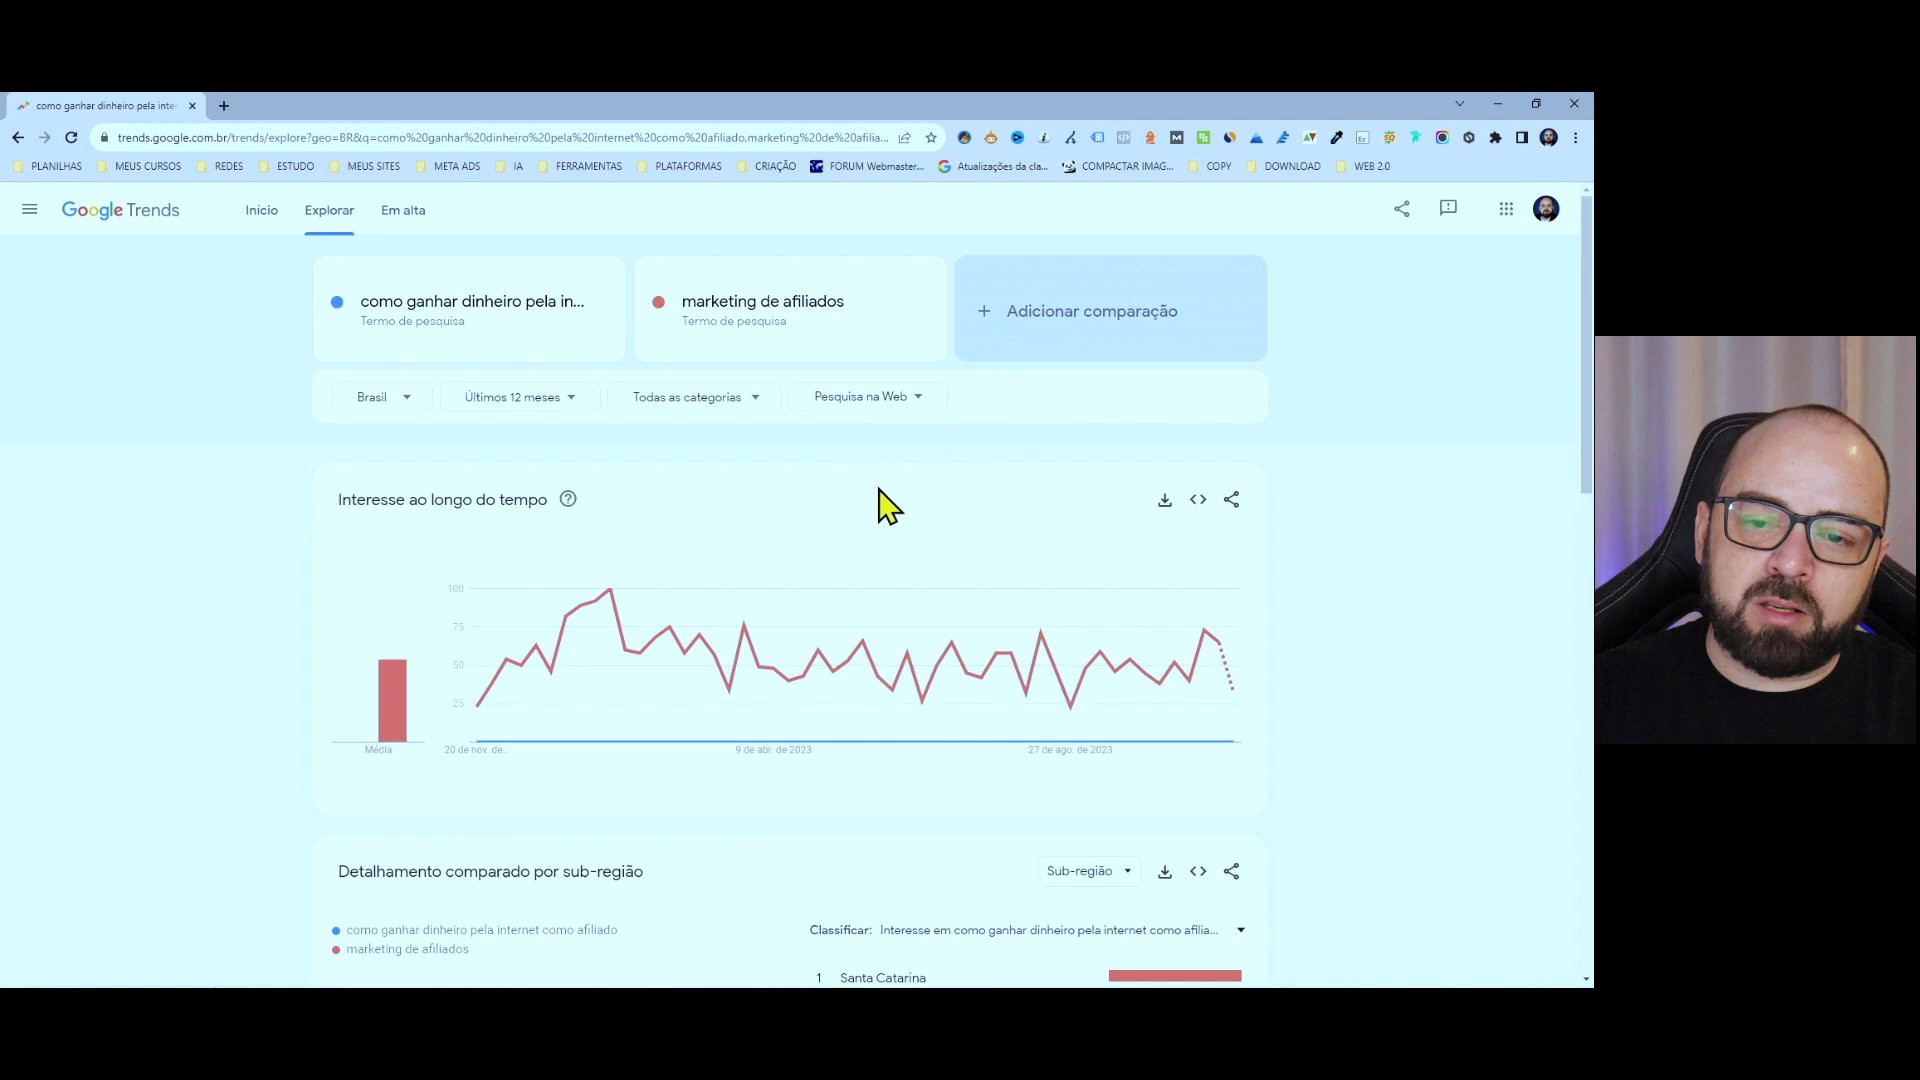 como ganhar dinheiro pela inter
trends.google.com.br/trends/explore?geo=BR&q=como%20ganhar%20dinheiro%20pela%20internet%20como%20afiliado,marketing%20de%20afilia...
PLANILHAS MEUS CURSOS REDES ESTUDO MEUS SITES META ADS IA FERRAMENTAS PLATAFORMAS CRIAÇÃO FORUM Webmaster... Atualizações da cla... COMPACTAR IMAG... COPY DOWNLOAD WEB 2.0
Google Trends Início Explorar Em alta
como ganhar dinheiro pela in...
Termo de pesquisa
marketing de afiliados
Termo de pesquisa
+ Adicionar comparação
Brasil Últimos 12 meses Todas as categorias Pesquisa na Web
Interesse ao longo do tempo
100
75
50
25
Média
20 de nov. de... 9 de abr. de 2023 27 de ago. de 2023
Detalhamento comparado por sub-região
Sub-região
como ganhar dinheiro pela internet como afiliado
marketing de afiliados
Classificar: Interesse em como ganhar dinheiro pela internet como afilia...
1 Santa Catarina